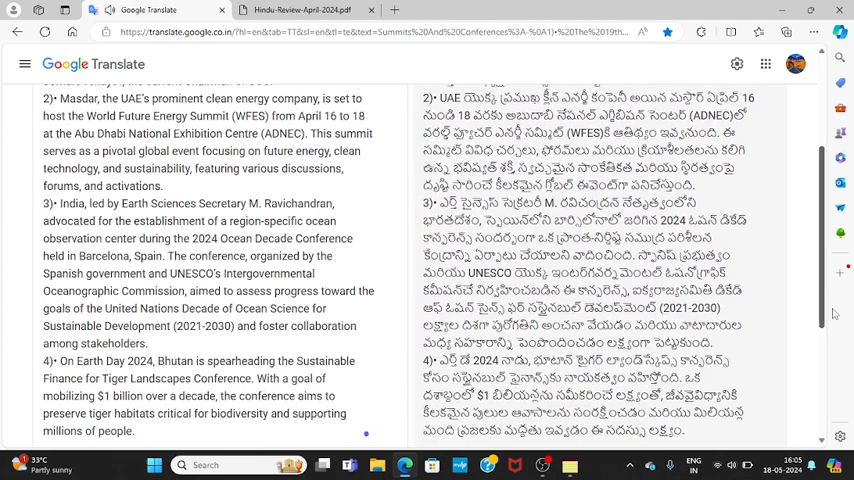 Google Translate
Hindu-Review-April-2024.pdf
https://translate.google.co.in/?hl=en&tab=TT&sl=en&tl=te&text=Summits%20And%20Conferences%3A-%0A1)•%20The%2019th...
Google Translate
2)• Masdar, the UAE's prominent clean energy company, is set to
host the World Future Energy Summit (WFES) from April 16 to 18
at the Abu Dhabi National Exhibition Centre (ADNEC). This summit
serves as a pivotal global event focusing on future energy, clean
technology, and sustainability, featuring various discussions,
forums, and activations.
3)• India, led by Earth Sciences Secretary M. Ravichandran,
advocated for the establishment of a region-specific ocean
observation center during the 2024 Ocean Decade Conference
held in Barcelona, Spain. The conference, organized by the
Spanish government and UNESCO's Intergovernmental
Oceanographic Commission, aimed to assess progress toward the
goals of the United Nations Decade of Ocean Science for
Sustainable Development (2021-2030) and foster collaboration
among stakeholders.
4)• On Earth Day 2024, Bhutan is spearheading the Sustainable
Finance for Tiger Landscapes Conference. With a goal of
mobilizing $1 billion over a decade, the conference aims to
preserve tiger habitats critical for biodiversity and supporting
millions of people.
2)• UAE యొక్క ప్రముఖ క్లీన్ ఎనర్జీ కంపెనీ అయిన మస్దార్ ఏప్రిల్ 16
నుండి 18 వరకు అబుదాబి నేషనల్ ఎగ్జిబిషన్ సెంటర్ (ADNEC)లో
వరల్డ్ ఫ్యూచర్ ఎనర్జీ సమ్మిట్ (WFES)కి ఆతిథ్యం ఇవ్వనుంది. ఈ
సమ్మిట్ వివిధ చర్చలు, ఫోరమ్‌లు మరియు క్రియాశీలతలను కలిగి
ఉన్న భవిష్యత్ శక్తి, స్వచ్ఛమైన సాంకేతికత మరియు స్థిరత్వంపై
దృష్టి సారించే కీలకమైన గ్లోబల్ ఈవెంట్‌గా పనిచేస్తుంది.
3)• ఎర్త్ సైన్సెస్ సెక్రటరీ M. రవిచంద్రన్ నేతృత్వంలోని
భారతదేశం, స్పెయిన్‌లోని బార్సిలోనాలో జరిగిన 2024 ఓషన్ డికేడ్
కాన్ఫరెన్స్ సందర్భంగా ఒక ప్రాంత-నిర్దిష్ట సముద్ర పరిశీలన
కేంద్రాన్ని ఏర్పాటు చేయాలని వాదించింది. స్పానిష్ ప్రభుత్వం
మరియు UNESCO యొక్క ఇంటర్‌గవర్నమెంటల్ ఓషనోగ్రాఫిక్
కమీషన్‌చే నిర్వహించబడిన ఈ కాన్ఫరెన్స్, ఐక్యరాజ్యసమితి డికేడ్
ఆఫ్ ఓషన్ సైన్స్ ఫర్ సస్టైనబుల్ డెవలప్‌మెంట్ (2021-2030)
లక్ష్యాల దిశగా పురోగతిని అంచనా వేయడం మరియు వాటాదారుల
మధ్య సహకారాన్ని పెంపొందించడం లక్ష్యంగా పెట్టుకుంది.
4)• ఎర్త్ డే 2024 నాడు, భూటాన్ టైగర్ ల్యాండ్‌స్కేప్స్ కాన్ఫరెన్స్
కోసం సస్టైనబుల్ ఫైనాన్స్‌కు నాయకత్వం వహిస్తోంది. ఒక
దశాబ్దంలో $1 బిలియన్లను సమీకరించే లక్ష్యంతో, జీవవైవిధ్యానికి
కీలకమైన పులుల ఆవాసాలను సంరక్షించడం మరియు మిలియన్ల
మంది ప్రజలకు మద్దతు ఇవ్వడం ఈ సదస్సు లక్ష్యం.
33°C
Partly sunny
Search
ENG
IN
16:05
18-05-2024